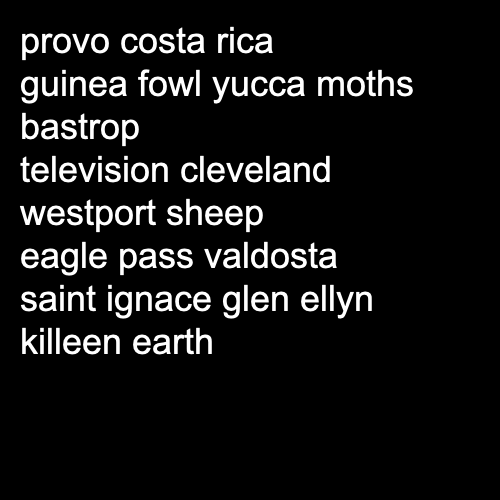 provo costa rica
guinea fowl yucca moths
bastrop
television cleveland
westport sheep
eagle pass valdosta
saint ignace glen ellyn
killeen earth